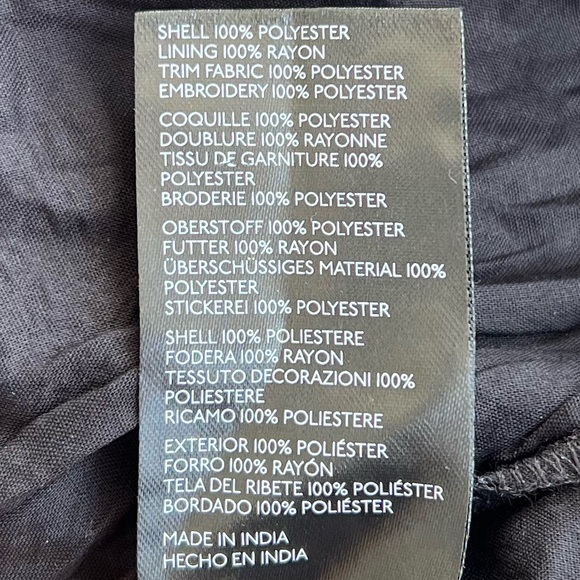 SHELL 100% POLYESTER
LINING 100% RAYON
TRIM FABRIC 100% POLYESTER
EMBROIDERY 100% POLYESTER
COQUILLE 100% POLYESTER
DOUBLURE 100% RAYONNE
TISSU DE GARNITURE 100%
POLYESTER
BRODERIE 100% POLYESTER
OBERSTOFF 100% POLYESTER
FUTTER 100% RAYON
ÜBERSCHÜSSIGES MATERIAL 100%
POLYESTER
STICKEREI 100% POLYESTER
SHELL 100% POLIESTERE
FODERA 100% RAYON
TESSUTO DECORAZIONI 100%
POLIESTERE
RICAMO 100% POLIESTERE
EXTERIOR 100% POLIÉSTER
FORRO 100% RAYÓN
TELA DEL RIBETE 100% POLIÉSTER
BORDADO 100% POLIÉSTER
MADE IN INDIA
HECHO EN INDIA